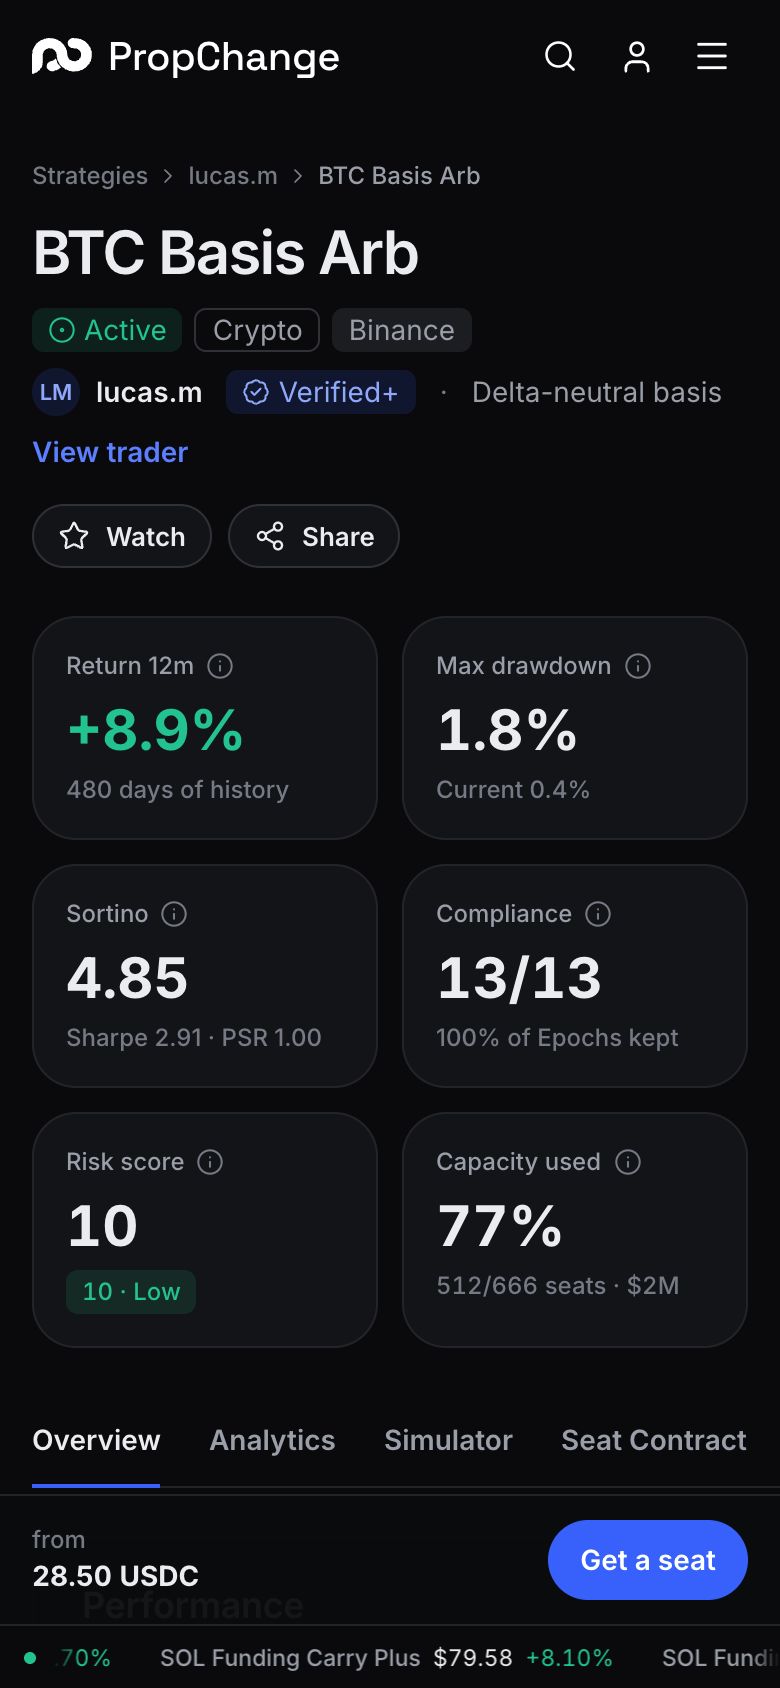 PropChange
Strategies > lucas.m > BTC Basis Arb
BTC Basis Arb
Active Crypto Binance
LM lucas.m Verified+ · Delta-neutral basis
View trader
Watch Share
Return 12m
+8.9%
480 days of history
Max drawdown
1.8%
Current 0.4%
Sortino
4.85
Sharpe 2.91 · PSR 1.00
Compliance
13/13
100% of Epochs kept
Risk score
10
10 · Low
Capacity used
77%
512/666 seats · $2M
Overview Analytics Simulator Seat Contract
from
28.50 USDC
Get a seat
Performance
.70% SOL Funding Carry Plus $79.58 +8.10% SOL Fundi